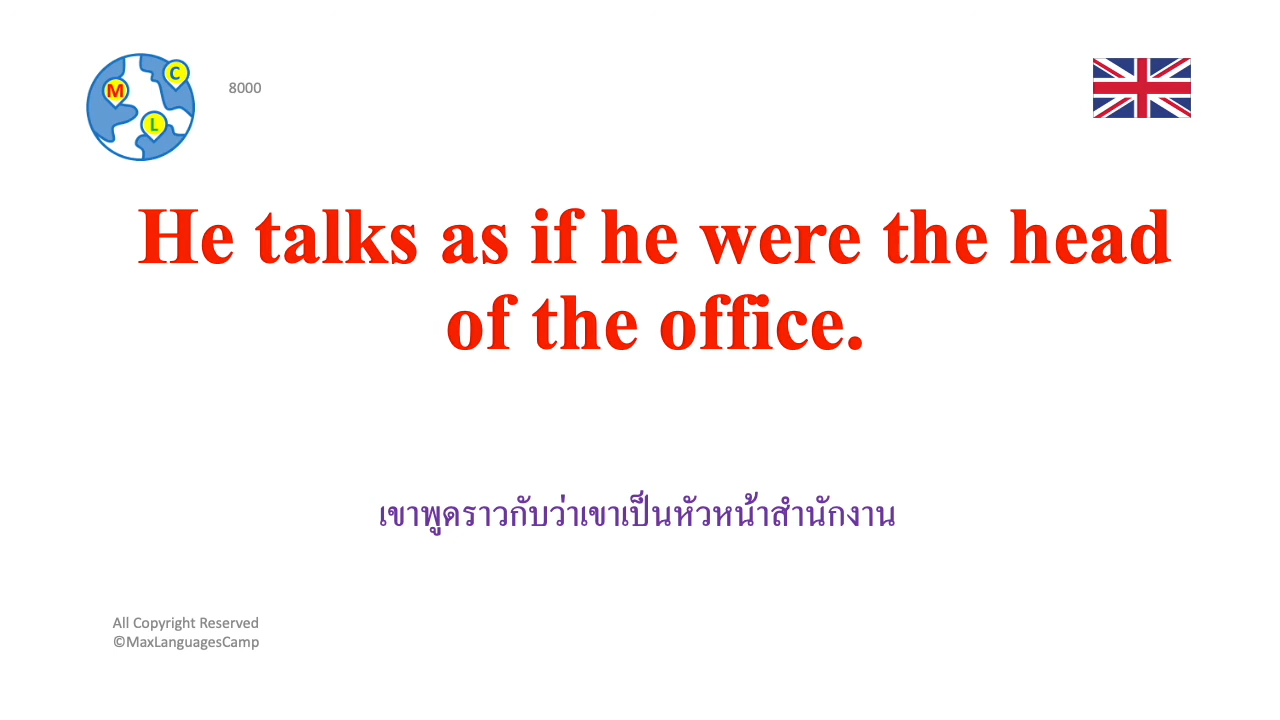 C
M
L
8000
He talks as if he were the head
of the office.
เขาพูดราวกับว่าเขาเป็นหัวหน้าสำนักงาน
All Copyright Reserved
©MaxLanguagesCamp